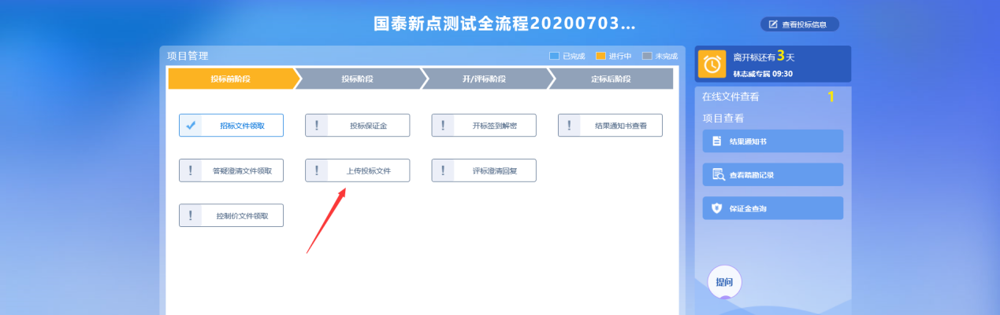 国泰新点测试全流程20200703...
查看投标信息
项目管理
已完成 进行中 未完成
投标前阶段 投标阶段 开/评标阶段 定标后阶段
招标文件领取 投标保证金 开标签到解密 结果通知书查看
答疑澄清文件领取 上传投标文件 评标澄清回复
控制价文件领取
离开标还有3天
林志威专属 09:30
在线文件查看 1
项目查看
结果通知书
查看踏勘记录
保证金查询
提问